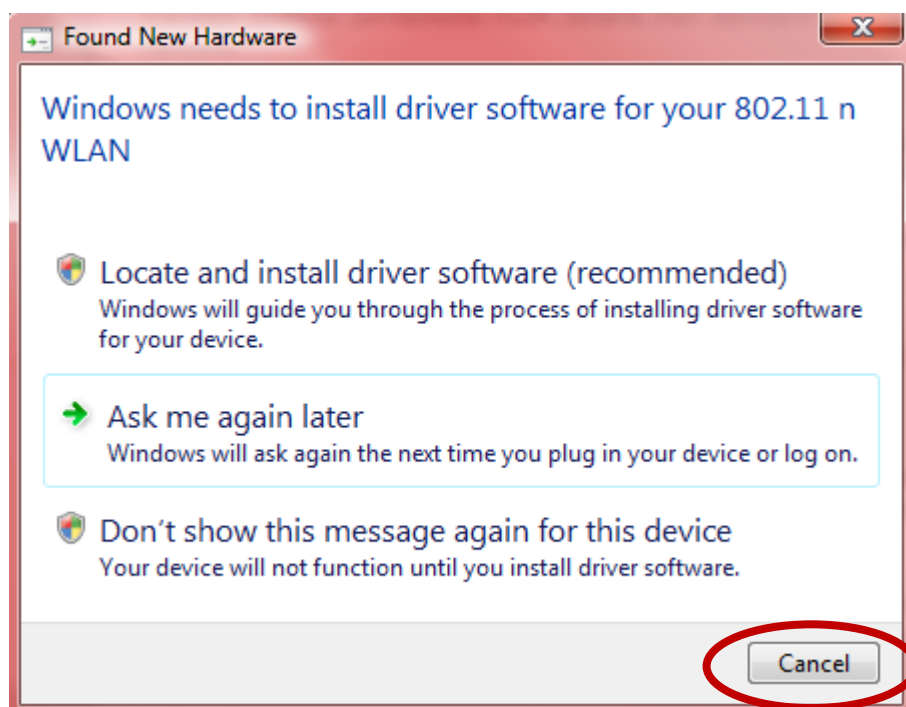 Found New Hardware
Windows needs to install driver software for your 802.11 n
WLAN
Locate and install driver software (recommended)
Windows will guide you through the process of installing driver software
for your device.
Ask me again later
Windows will ask again the next time you plug in your device or log on.
Don't show this message again for this device
Your device will not function until you install driver software.
Cancel